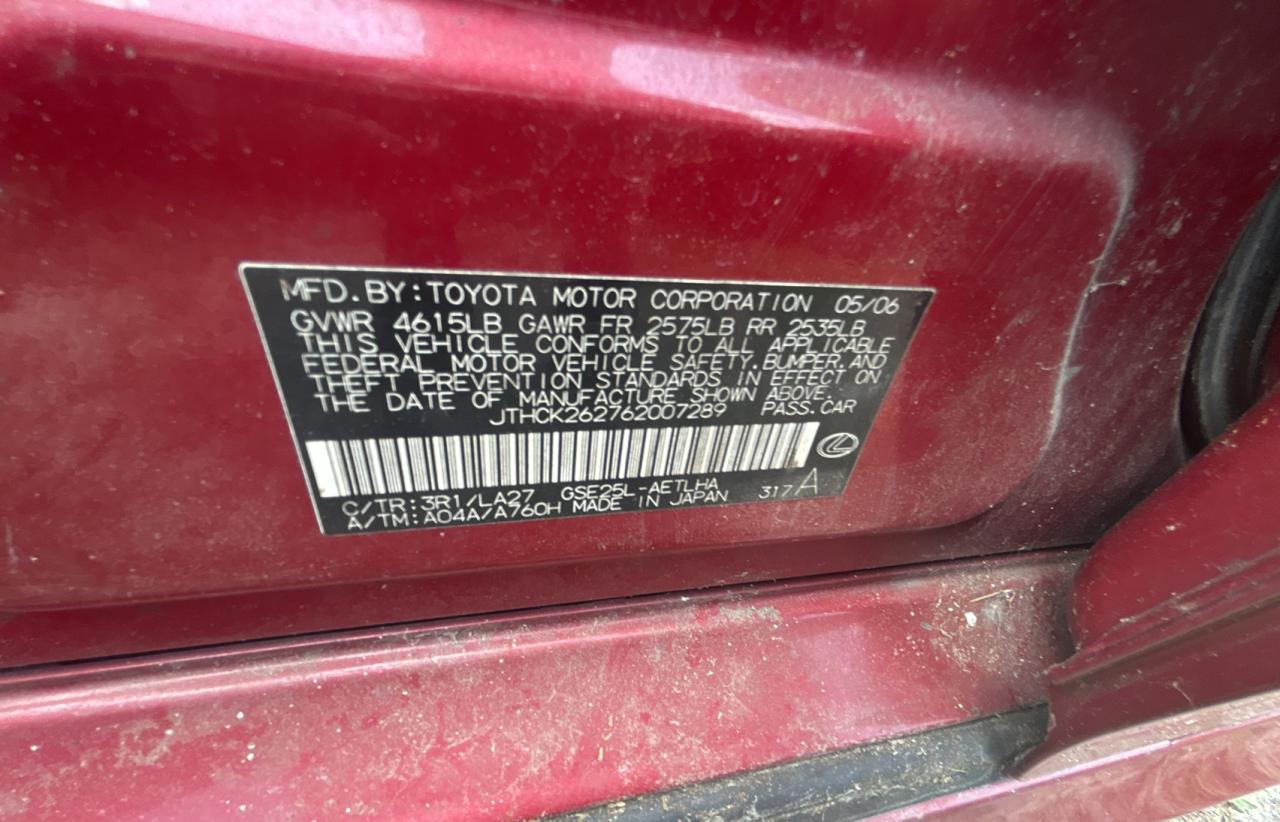 MFD.BY:TOYOTA MOTOR CORPORATION 05/06
GVWR 4615LB GAWR FR 2575LB RR 2535LB
THIS VEHICLE CONFORMS TO ALL APPLICABLE
FEDERAL MOTOR VEHICLE SAFETY,BUMPER,AND
THEFT PREVENTION STANDARDS IN EFFECT ON
THE DATE OF MANUFACTURE SHOWN ABOVE.
JTHCK262762007289 PASS.CAR
C/TR:3R1/LA27 GSE25L-AETLHA 317A
A/TM:A04A/A760H MADE IN JAPAN